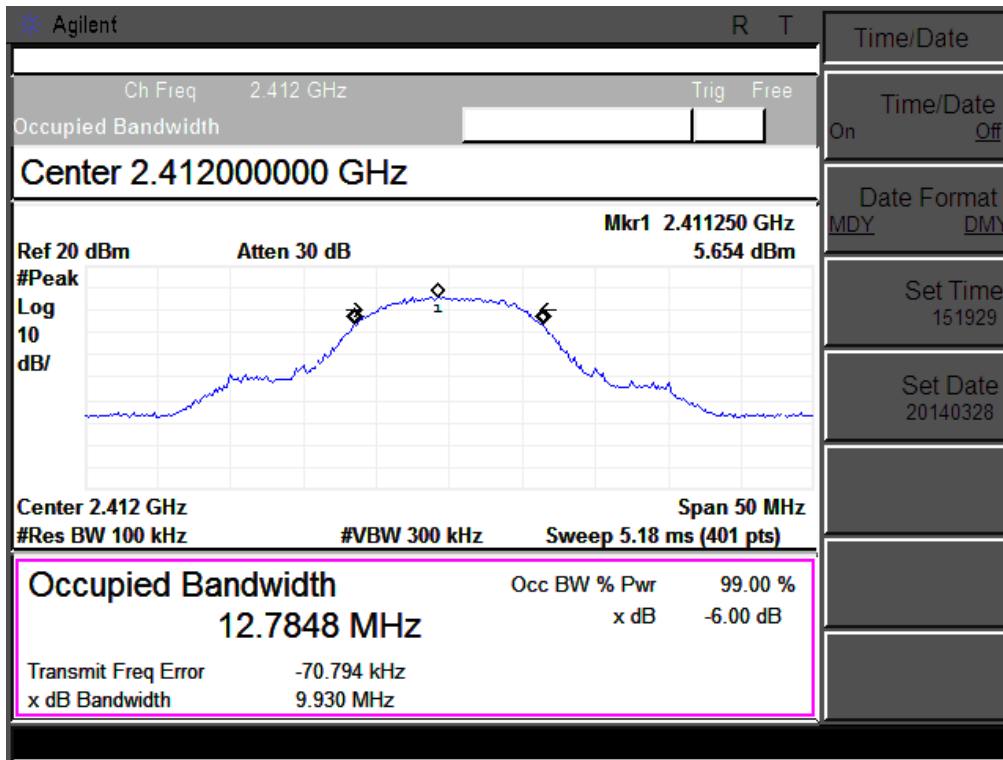 Agilent R T
Ch Freq 2.412 GHz Trig Free
Occupied Bandwidth
Center 2.412000000 GHz
Mkr1 2.411250 GHz
Ref 20 dBm Atten 30 dB 5.654 dBm
#Peak
Log
10
dB/
1
Center 2.412 GHz Span 50 MHz
#Res BW 100 kHz #VBW 300 kHz Sweep 5.18 ms (401 pts)
Occupied Bandwidth
12.7848 MHz
Occ BW % Pwr 99.00 %
x dB -6.00 dB
Transmit Freq Error -70.794 kHz
x dB Bandwidth 9.930 MHz
Time/Date
Time/Date
On Off
Date Format
MDY DMY
Set Time
151929
Set Date
20140328